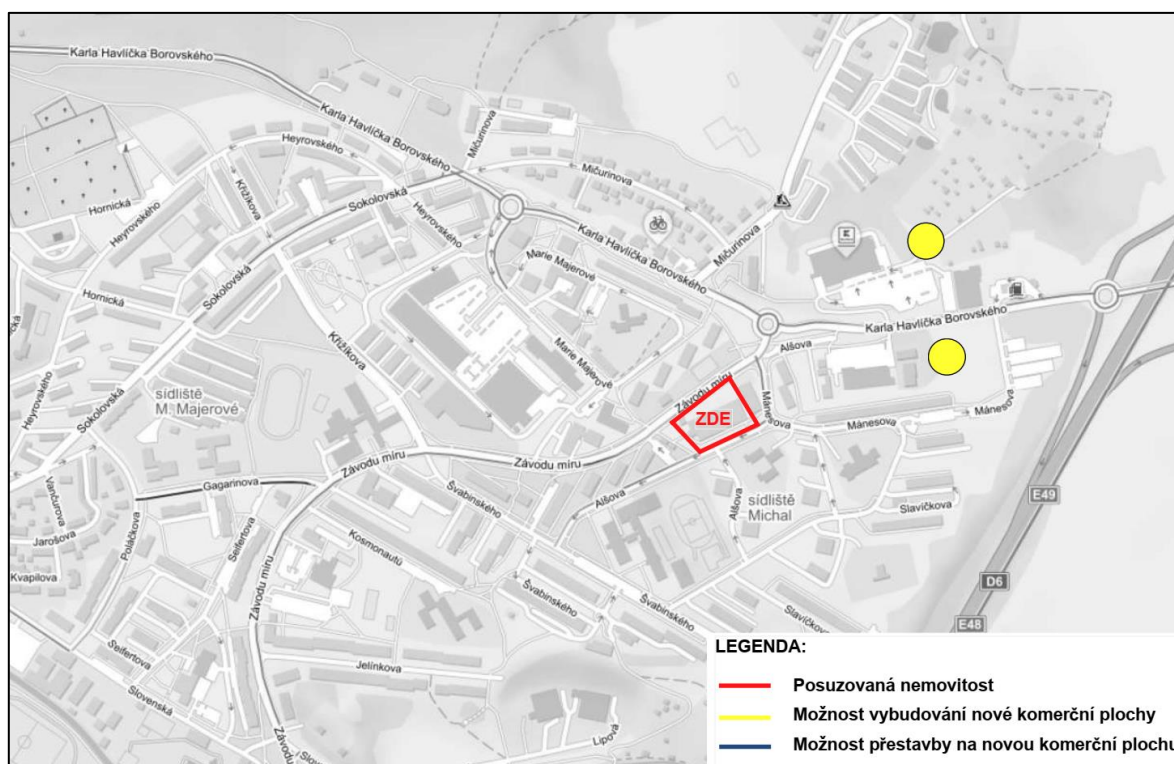 Karla Havlíčka Borovského
Karla Havlíčka Borovského
Mičurinova
Heyrovského
Křižíkova
Sokolovská
Heyrovského
Mičurinova
Hornická
Heyrovského
Karla Havlíčka Borovského
Mičurinova
Marie Majerové
Sokolovská
Hornická
Karla Havlíčka Borovského
Křižíkova
Marie Majerové
Alšova
Závodu míru
Heyrovského
sídliště
M. Majerové
Sokolovská
ZDE
Mánesova
Mánesova
Mánesova
Závodu míru
Závodu míru
Gagarinova
Švabinského
Alšova
Alšova
sídliště
Michal
Slavíčkova
E49
Vančurova
Poláčkova
Seifertova
Jarošova
Kosmonautů
Závodu míru
Kvapilova
Švabinského
Švabinského
Slavíčkova
D6
E48
Seifertova
Slovenská
Jelínkova
Lipová
Závodu
LEGENDA:
Posuzovaná nemovitost
Možnost vybudování nové komerční plochy
Možnost přestavby na novou komerční plochu